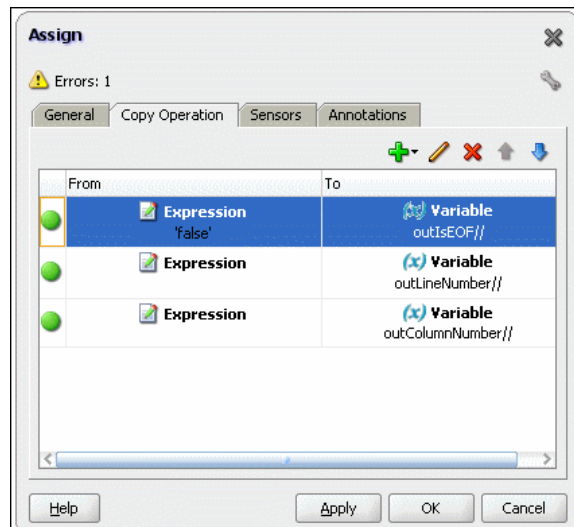 Assign
Errors: 1
General Copy Operation Sensors Annotations
From To
Expression Variable
'false' outIsEOF//
Expression (x) Variable
outLineNumber//
Expression (x) Variable
outColumnNumber//
Help Apply OK Cancel